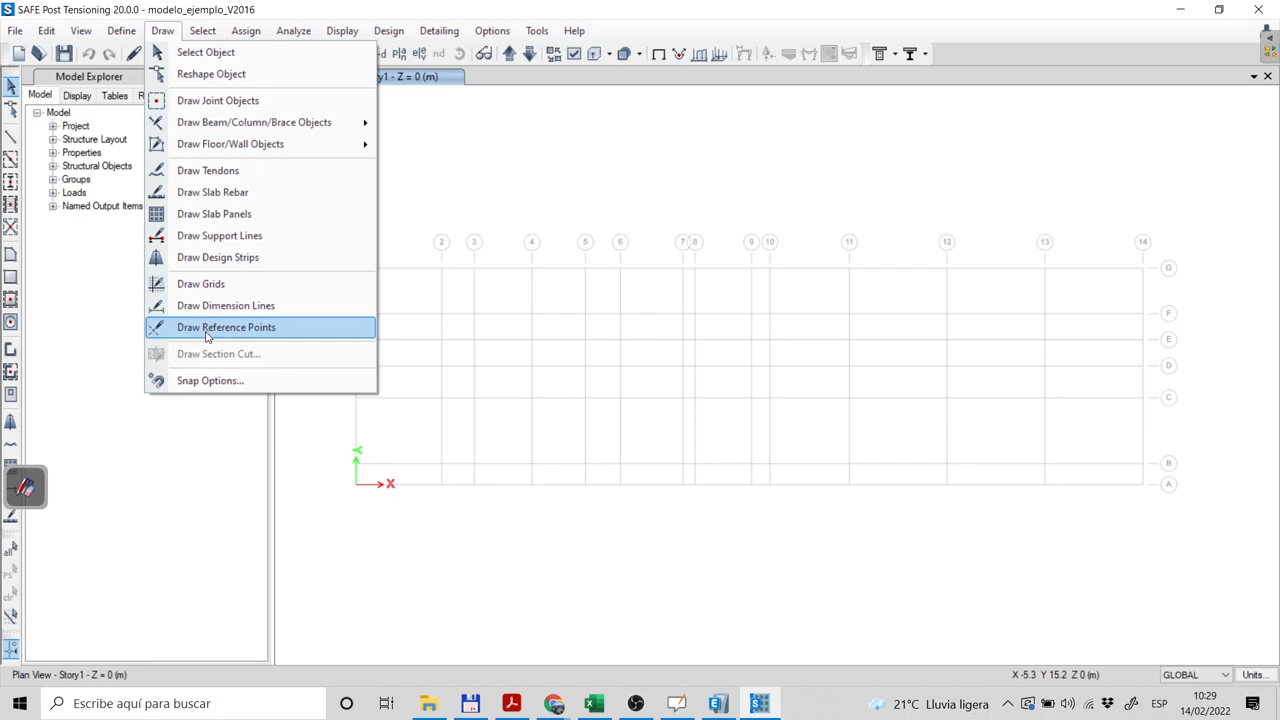 SAFE Post Tensioning 20.0.0 - modelo_ejemplo_V2016
File Edit View Define Draw Select Assign Analyze Display Design Detailing Options Tools Help
nd
Model Explorer
ry1 - Z = 0 (m)
Model Display Tables R
Model
Project
Structure Layout
Properties
Structural Objects
Groups
Loads
Named Output Items
Select Object
Reshape Object
Draw Joint Objects
Draw Beam/Column/Brace Objects
Draw Floor/Wall Objects
Draw Tendons
Draw Slab Rebar
Draw Slab Panels
Draw Support Lines
Draw Design Strips
Draw Grids
Draw Dimension Lines
Draw Reference Points
Draw Section Cut...
Snap Options...
2 3 4 5 6 7 8 9 10 11 12 13 14
G
F
E
D
C
B
A
Y
X
all
PS
clr
Plan View - Story1 - Z = 0 (m)
X -5.3 Y 15.2 Z 0 (m)
GLOBAL
Units...
Escribe aquí para buscar
21°C Lluvia ligera
ESP
10:29
14/02/2022